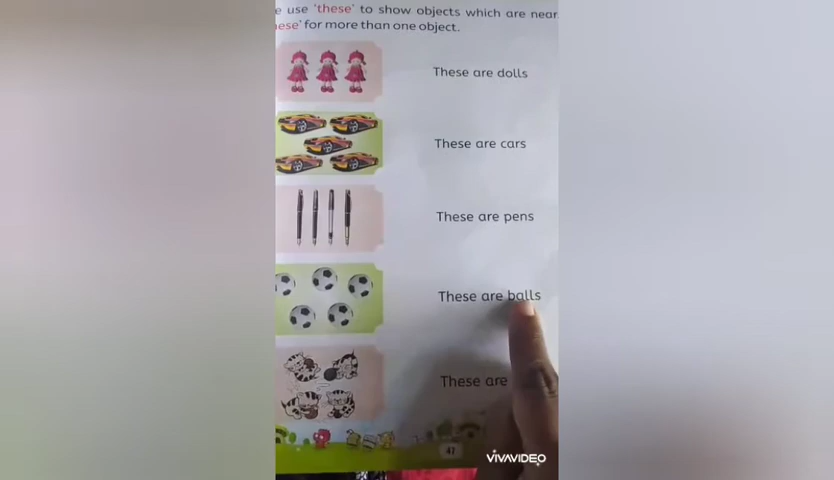 use 'these' to show objects which are near
for more than one object.
These are dolls
These are cars
These are pens
These are balls
These are
47
VIVAVIDEO